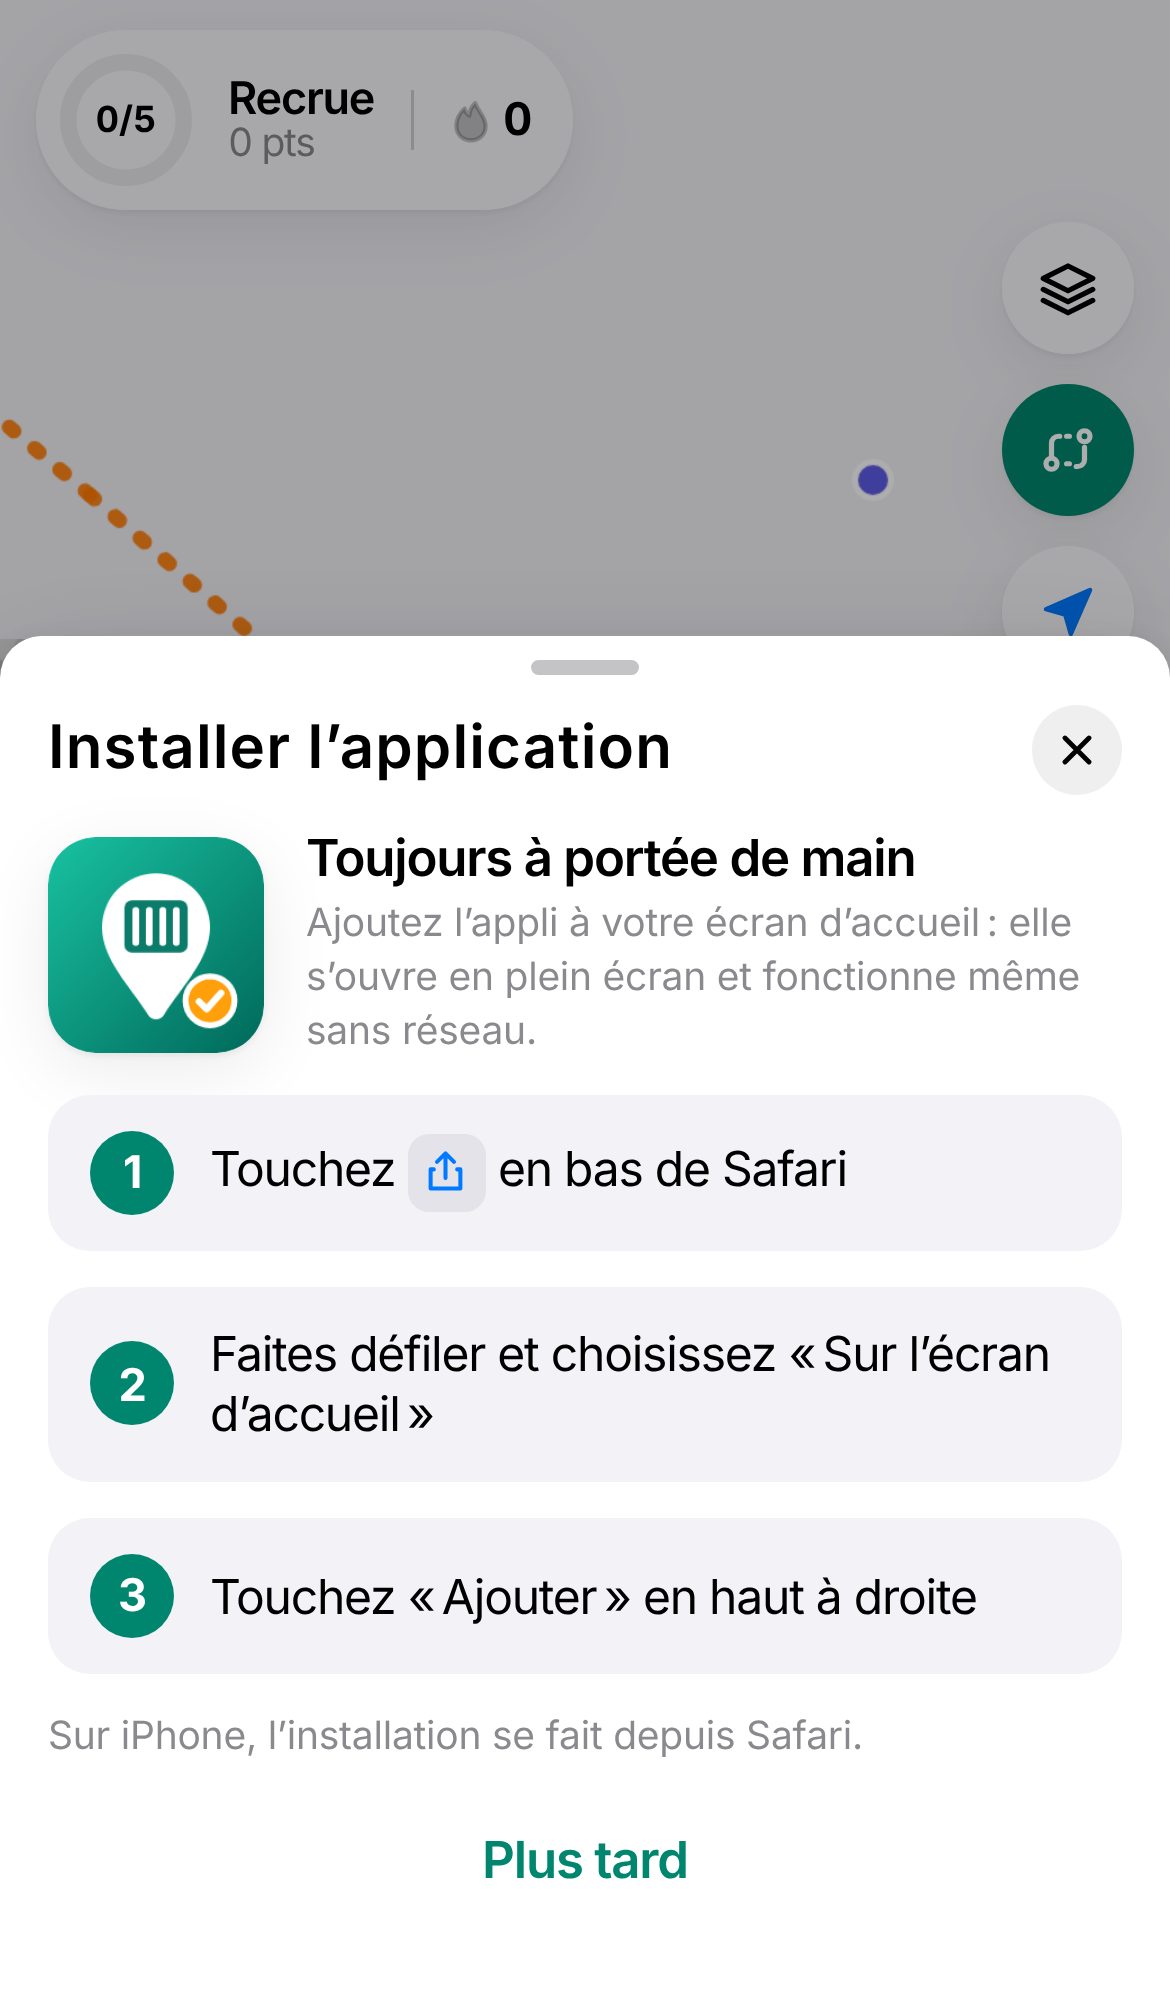 0/5
Recrue
0 pts
0
Installer l’application
Toujours à portée de main
Ajoutez l’appli à votre écran d’accueil : elle
s’ouvre en plein écran et fonctionne même
sans réseau.
1
Touchez en bas de Safari
2
Faites défiler et choisissez « Sur l’écran
d’accueil »
3
Touchez « Ajouter » en haut à droite
Sur iPhone, l’installation se fait depuis Safari.
Plus tard